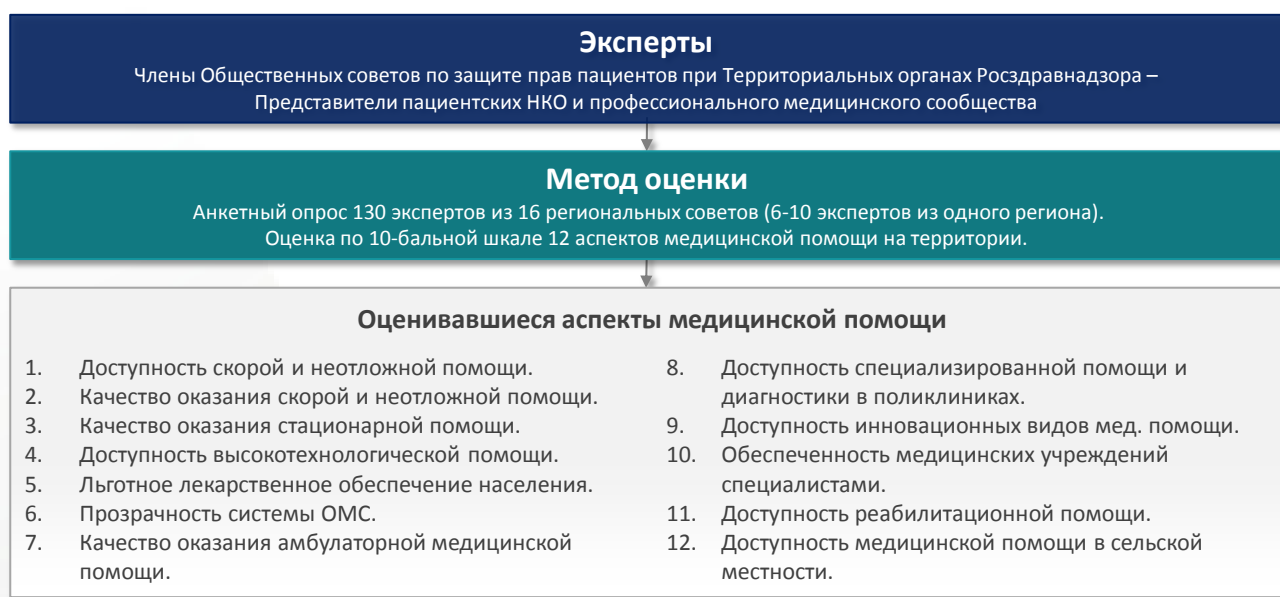 Эксперты
Члены Общественных советов по защите прав пациентов при Территориальных органах Росздравнадзора –
Представители пациентских НКО и профессионального медицинского сообщества
Метод оценки
Анкетный опрос 130 экспертов из 16 региональных советов (6-10 экспертов из одного региона).
Оценка по 10-бальной шкале 12 аспектов медицинской помощи на территории.
Оценивавшиеся аспекты медицинской помощи
1. Доступность скорой и неотложной помощи.
2. Качество оказания скорой и неотложной помощи.
3. Качество оказания стационарной помощи.
4. Доступность высокотехнологической помощи.
5. Льготное лекарственное обеспечение населения.
6. Прозрачность системы ОМС.
7. Качество оказания амбулаторной медицинской
помощи.
8. Доступность специализированной помощи и
диагностики в поликлиниках.
9. Доступность инновационных видов мед. помощи.
10. Обеспеченность медицинских учреждений
специалистами.
11. Доступность реабилитационной помощи.
12. Доступность медицинской помощи в сельской
местности.